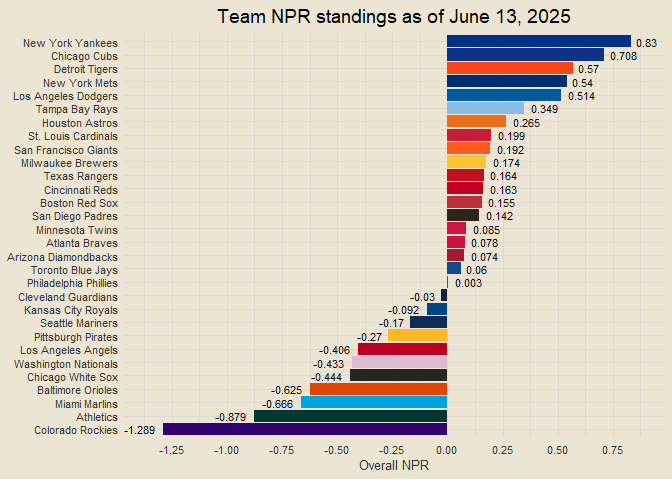 Team NPR standings as of June 13, 2025
New York Yankees 0.83
Chicago Cubs 0.708
Detroit Tigers 0.57
New York Mets 0.54
Los Angeles Dodgers 0.514
Tampa Bay Rays 0.349
Houston Astros 0.265
St. Louis Cardinals 0.199
San Francisco Giants 0.192
Milwaukee Brewers 0.174
Texas Rangers 0.164
Cincinnati Reds 0.163
Boston Red Sox 0.155
San Diego Padres 0.142
Minnesota Twins 0.085
Atlanta Braves 0.078
Arizona Diamondbacks 0.074
Toronto Blue Jays 0.06
Philadelphia Phillies 0.003
Cleveland Guardians -0.03
Kansas City Royals -0.092
Seattle Mariners -0.17
Pittsburgh Pirates -0.27
Los Angeles Angels -0.406
Washington Nationals -0.433
Chicago White Sox -0.444
Baltimore Orioles -0.625
Miami Marlins -0.666
Athletics -0.879
Colorado Rockies -1.289
-1.25 -1.00 -0.75 -0.50 -0.25 0.00 0.25 0.50 0.75
Overall NPR